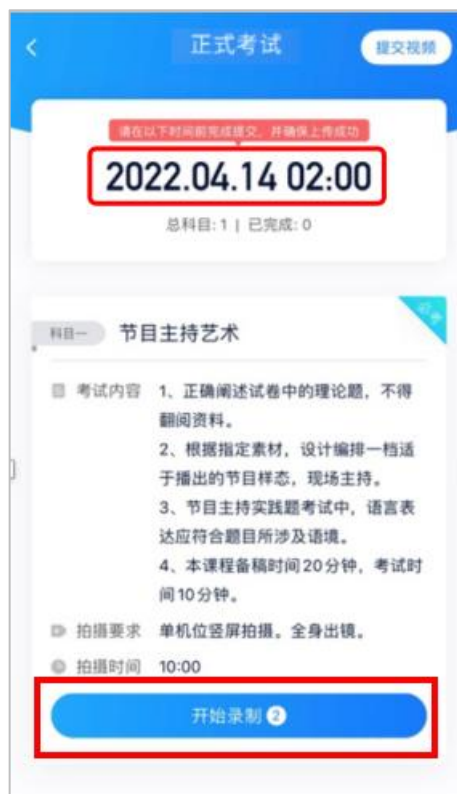 正式考试
提交视频
请在以下时间前完成提交，并确保上传成功
2022.04.14 02:00
总科目: 1 | 已完成: 0
必考
科目一 节目主持艺术
考试内容 1、正确阐述试卷中的理论题，不得
翻阅资料。
2、根据指定素材，设计编排一档适
于播出的节目样态，现场主持。
3、节目主持实践题考试中，语言表
达应符合题目所涉及语境。
4、本课程备稿时间20分钟，考试时
间10分钟。
拍摄要求 单机位竖屏拍摄。全身出镜。
拍摄时间 10:00
开始录制 2